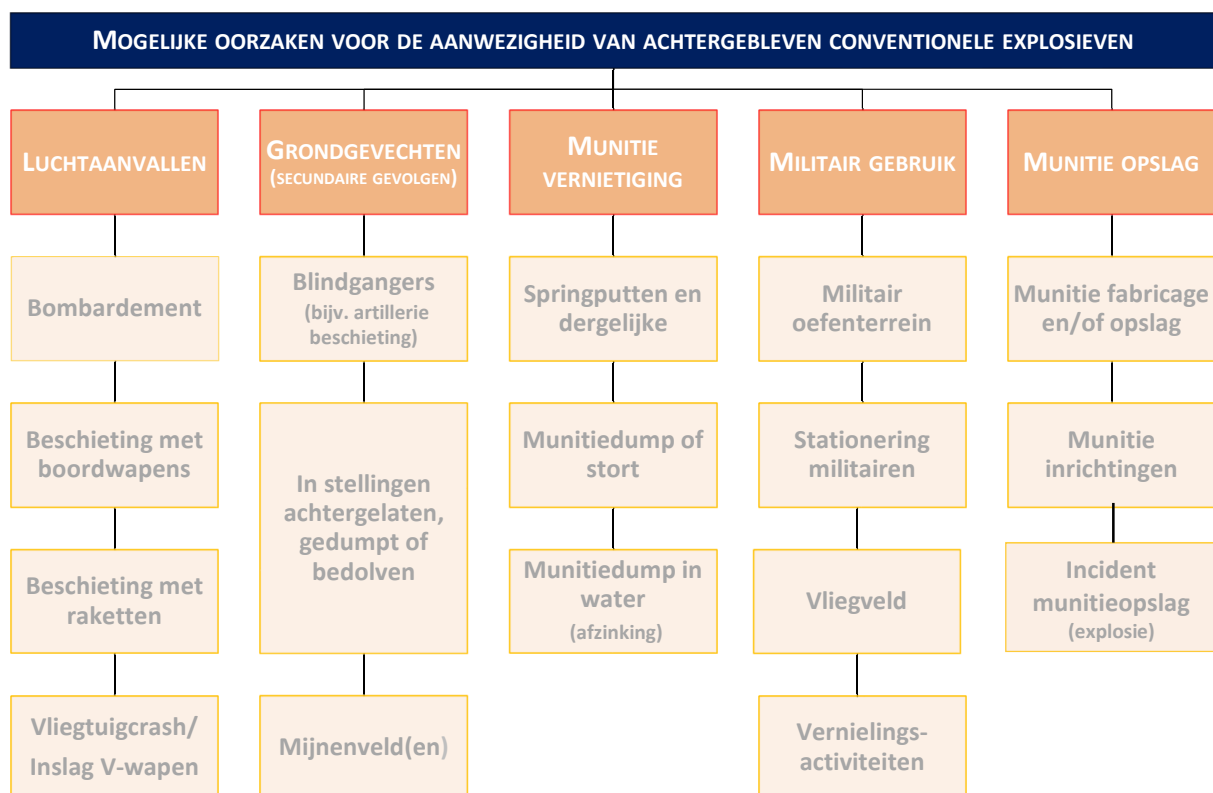 MOGELIJKE OORZAKEN VOOR DE AANWEZIGHEID VAN ACHTERGEBLEVEN CONVENTIONELE EXPLOSIEVEN
LUCHTAANVALLEN
Bombardement
Beschieting met
boordwapens
Beschieting met
raketten
Vliegtuigcrash/
Inslag V-wapen
GRONDGEVECHTEN
(SECUNDAIRE GEVOLGEN)
Blindgangers
(bijv. artillerie
beschieting)
In stellingen
achtergelaten,
gedumpt of
bedolven
Mijnenveld(en)
MUNITIE
VERNIETIGING
Springputten en
dergelijke
Munitiedump of
stort
Munitiedump in
water
(afzinking)
MILITAIR GEBRUIK
Militair
oefenterrein
Stationering
militairen
Vliegveld
Vernielings-
activiteiten
MUNITIE OPSLAG
Munitie fabricage
en/of opslag
Munitie
inrichtingen
Incident
munitieopslag
(explosie)